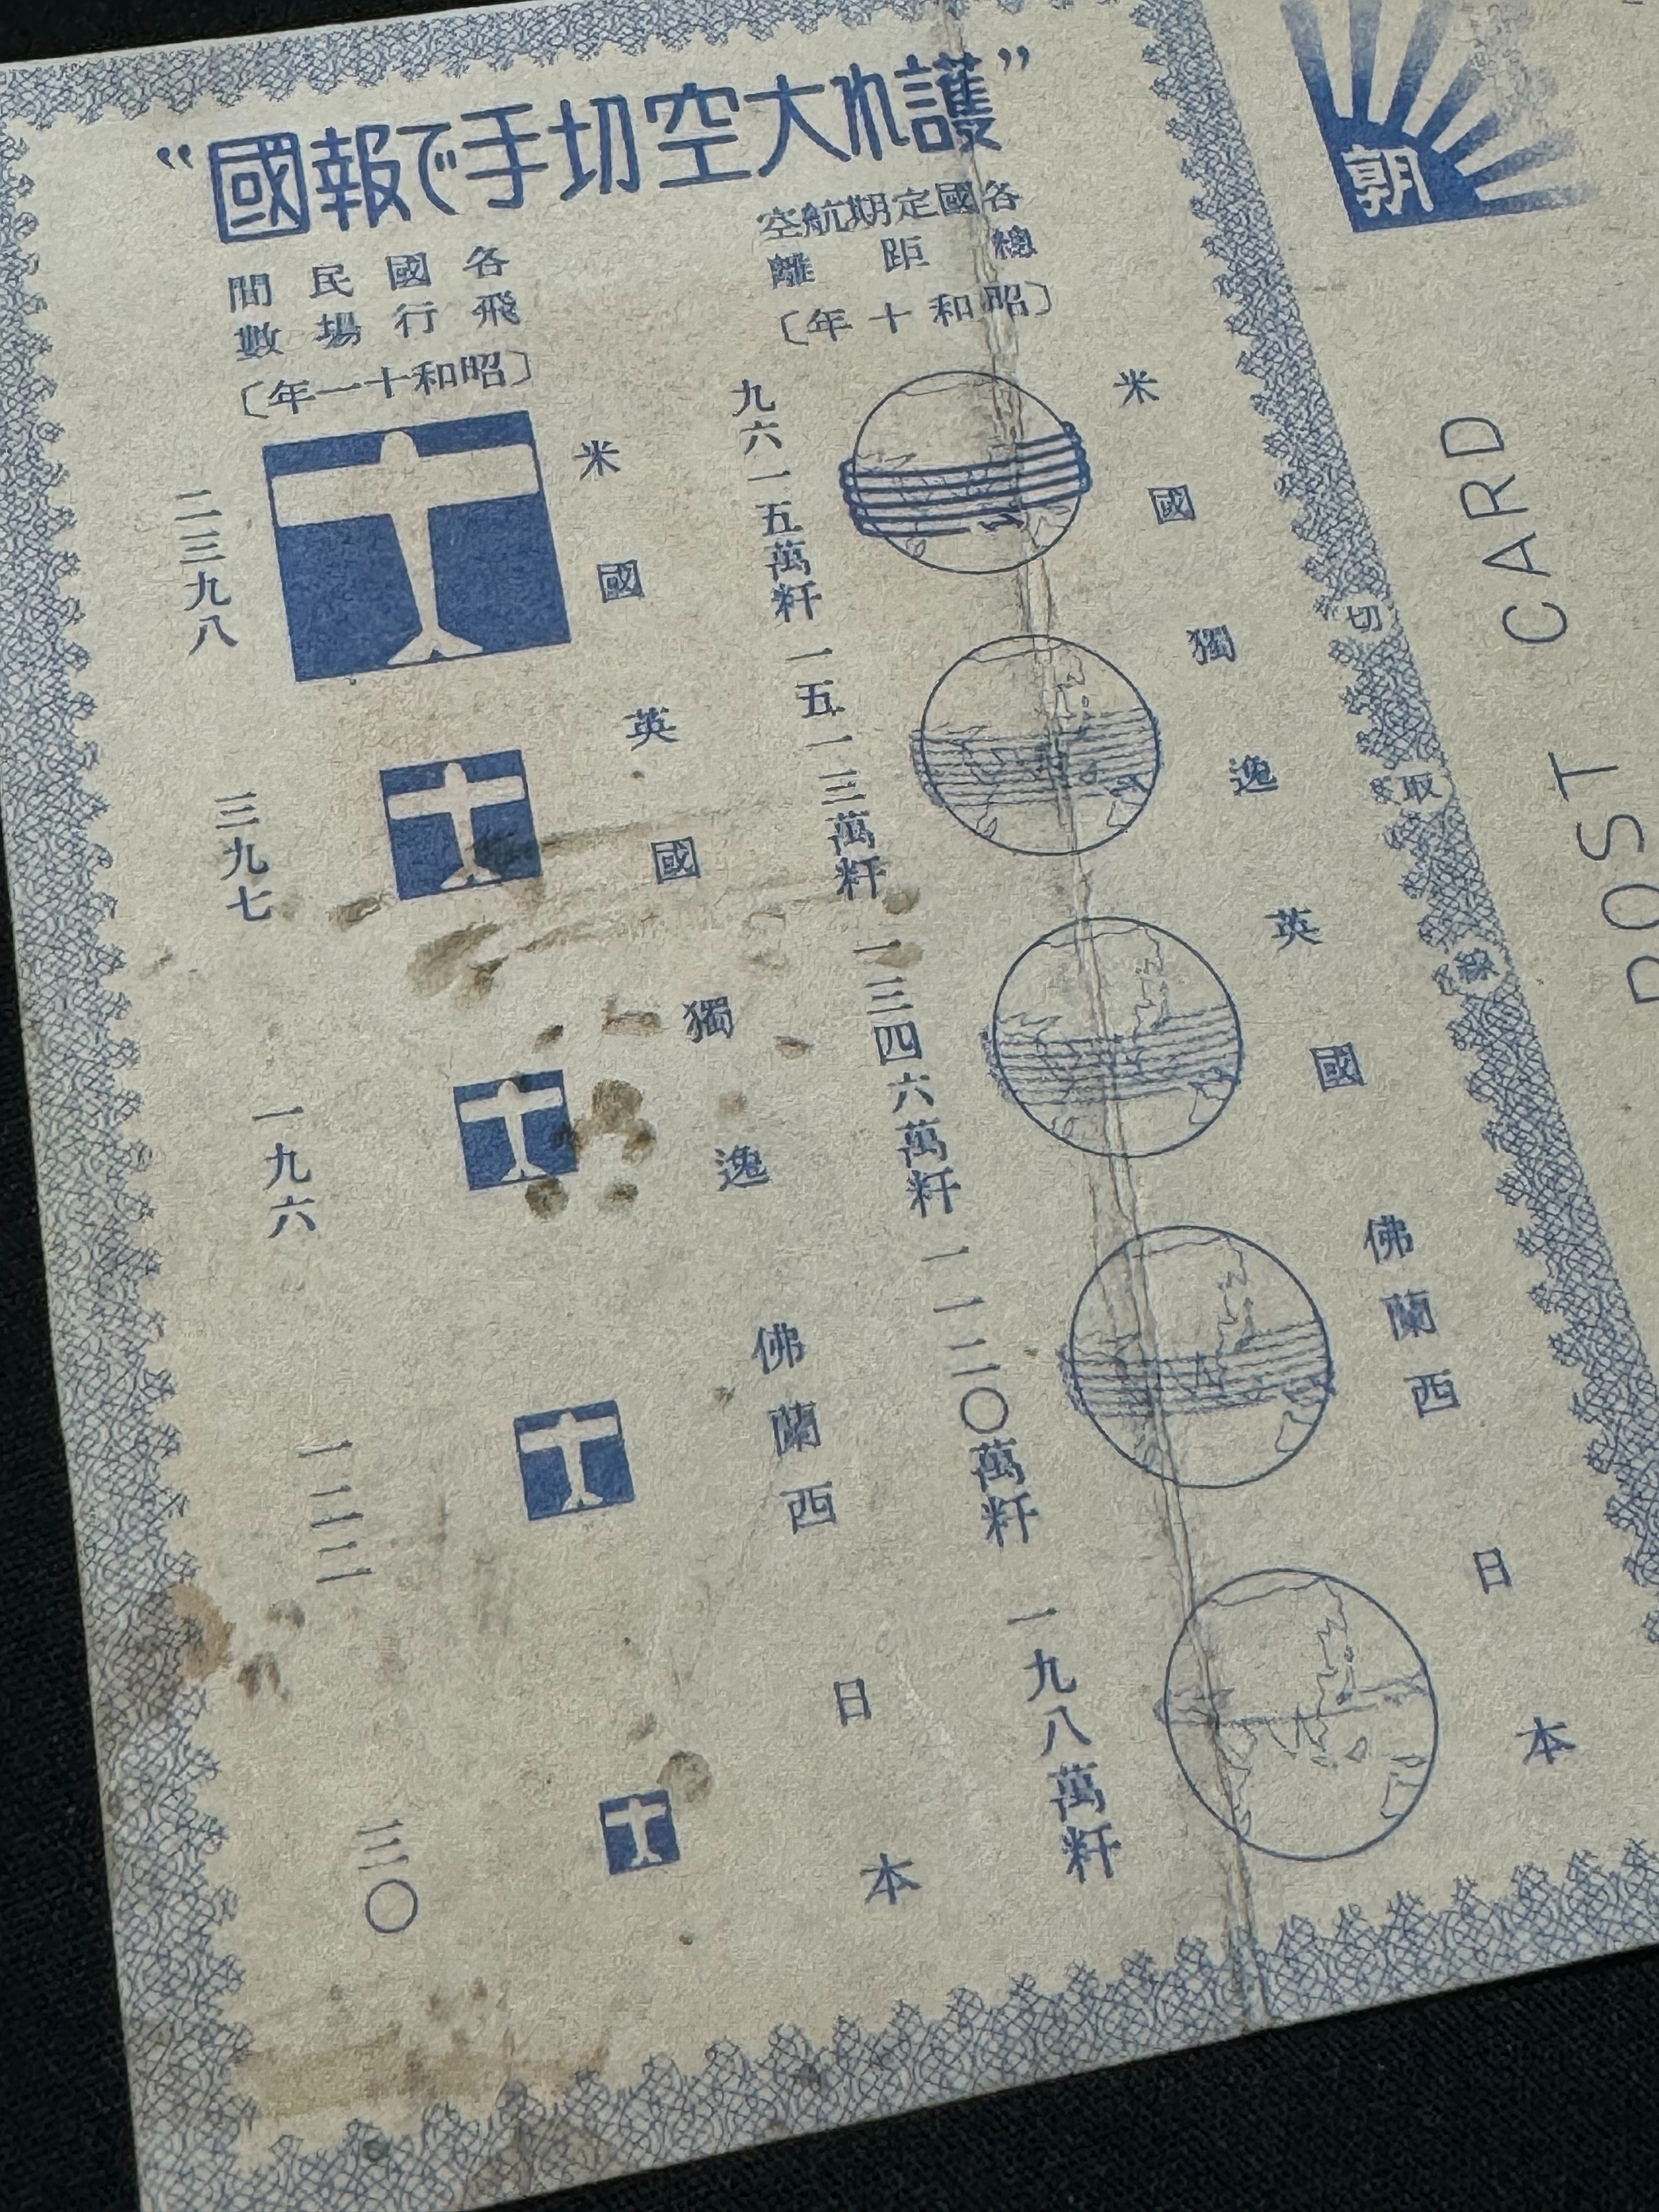 “護れ大空切手で報國”
各國定期航空
總距離
〔昭和十年〕
米國
九六一五萬粁
獨逸
一五一三萬粁
英國
一三四六萬粁
佛蘭西
一一二〇萬粁
日本
一九八萬粁
各國民間
飛行場數
〔昭和十一年〕
米國
二三九八
英國
三九七
獨逸
一九六
佛蘭西
一二二
日本
三〇
切取線
朝
POST CARD